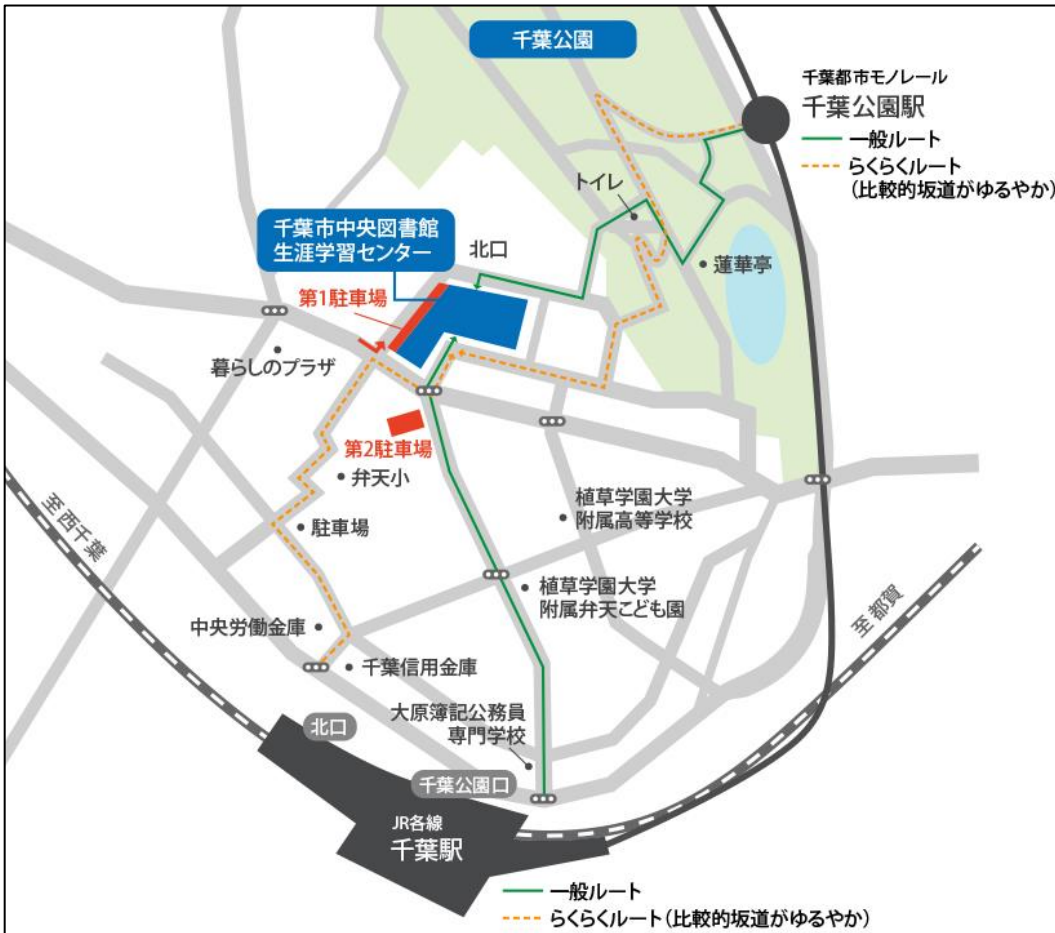 千葉公園
千葉都市モノレール
千葉公園駅
一般ルート
らくらくルート
(比較的坂道がゆるやか)
トイレ
千葉市中央図書館
生涯学習センター
北口
蓮華亭
第1駐車場
暮らしのプラザ
第2駐車場
弁天小
植草学園大学
附属高等学校
至西千葉
駐車場
植草学園大学
附属弁天こども園
至都賀
中央労働金庫
千葉信用金庫
大原簿記公務員
専門学校
北口
千葉公園口
JR各線
千葉駅
一般ルート
らくらくルート(比較的坂道がゆるやか)